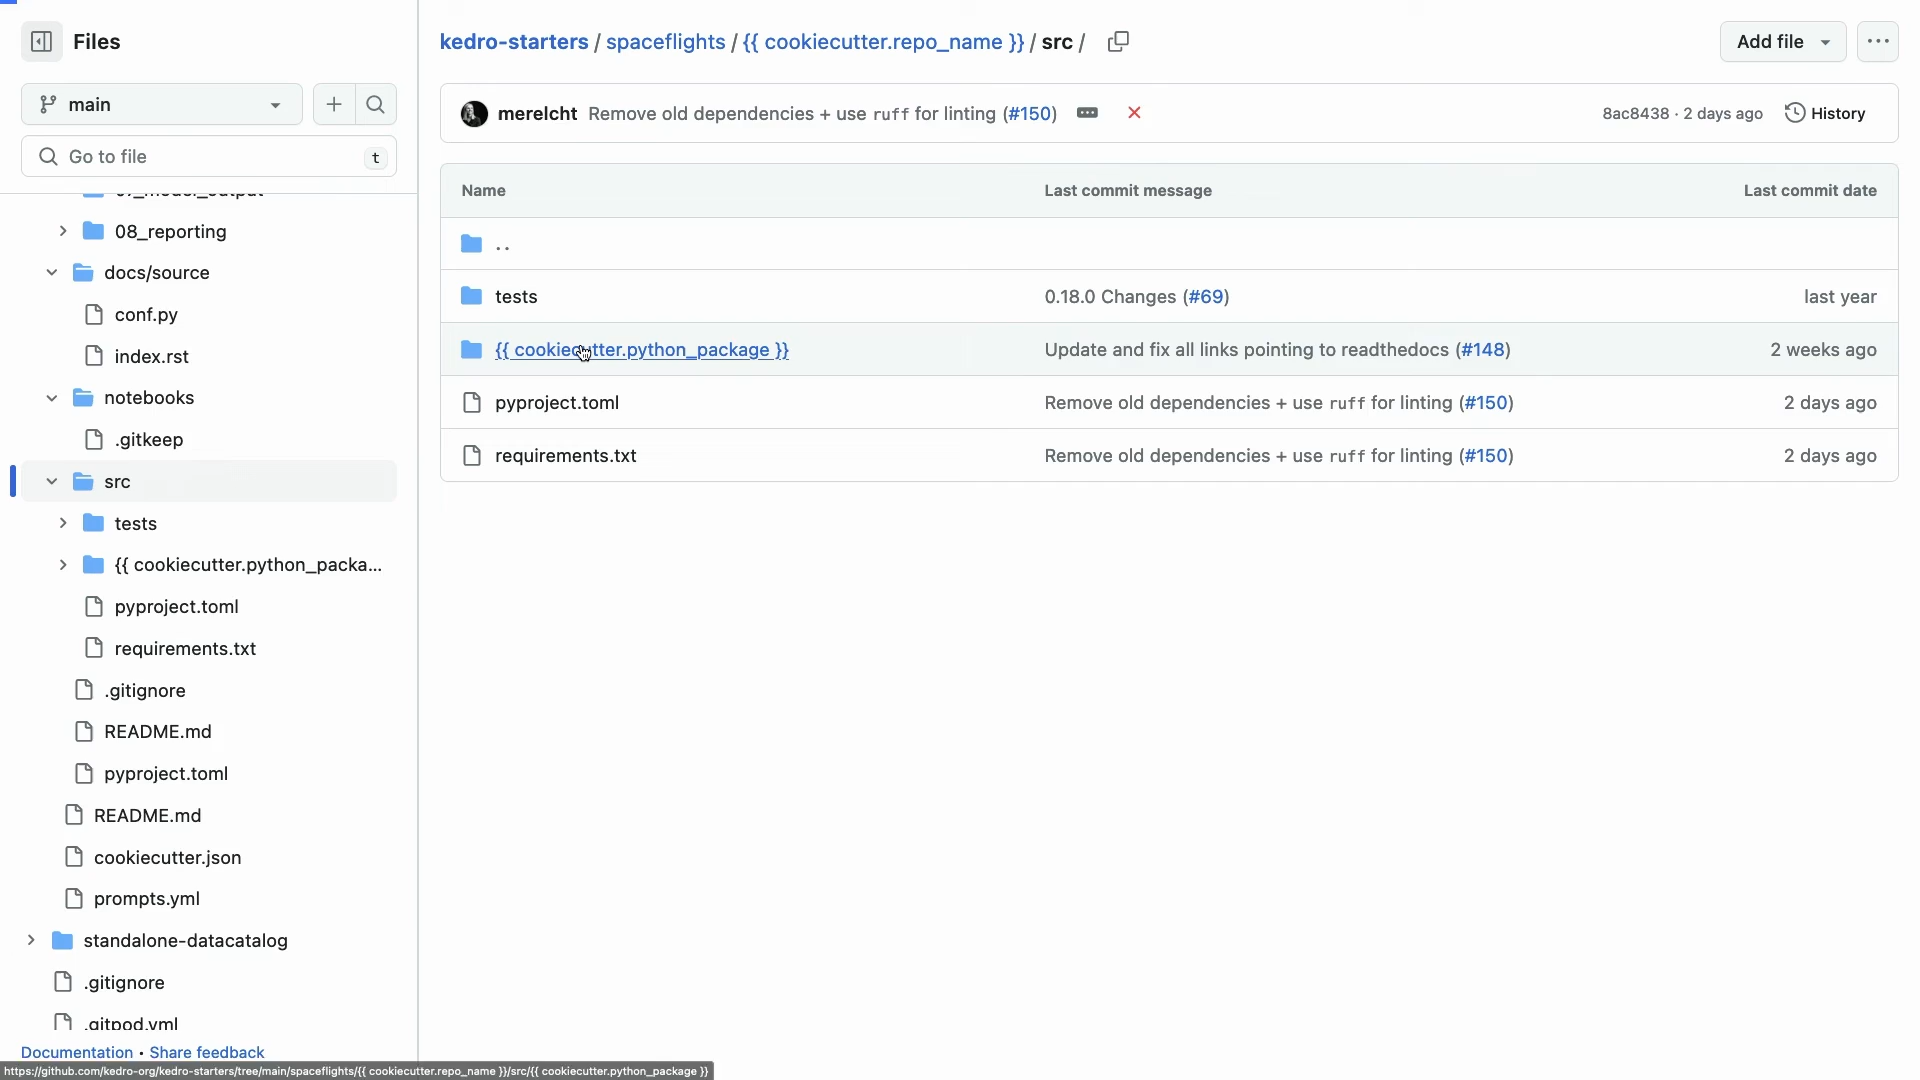 Files
main
Go to file
t
07_model_output
08_reporting
docs/source
conf.py
index.rst
notebooks
.gitkeep
src
tests
{{ cookiecutter.python_packa...
pyproject.toml
requirements.txt
.gitignore
README.md
pyproject.toml
README.md
cookiecutter.json
prompts.yml
standalone-datacatalog
.gitignore
.gitpod.yml
Documentation • Share feedback
kedro-starters / spaceflights / {{ cookiecutter.repo_name }} / src /
Add file
merelcht Remove old dependencies + use ruff for linting (#150)
8ac8438 · 2 days ago History
Name Last commit message Last commit date
..
tests 0.18.0 Changes (#69) last year
{{ cookiecutter.python_package }} Update and fix all links pointing to readthedocs (#148) 2 weeks ago
pyproject.toml Remove old dependencies + use ruff for linting (#150) 2 days ago
requirements.txt Remove old dependencies + use ruff for linting (#150) 2 days ago
https://github.com/kedro-org/kedro-starters/tree/main/spaceflights/{{ cookiecutter.repo_name }}/src/{{ cookiecutter.python_package }}